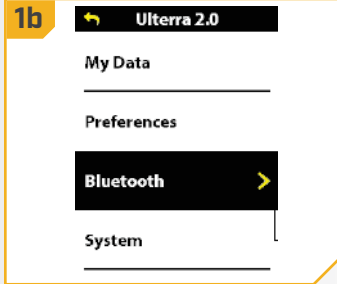 1b
Ulterra 2.0
My Data
Preferences
Bluetooth
System